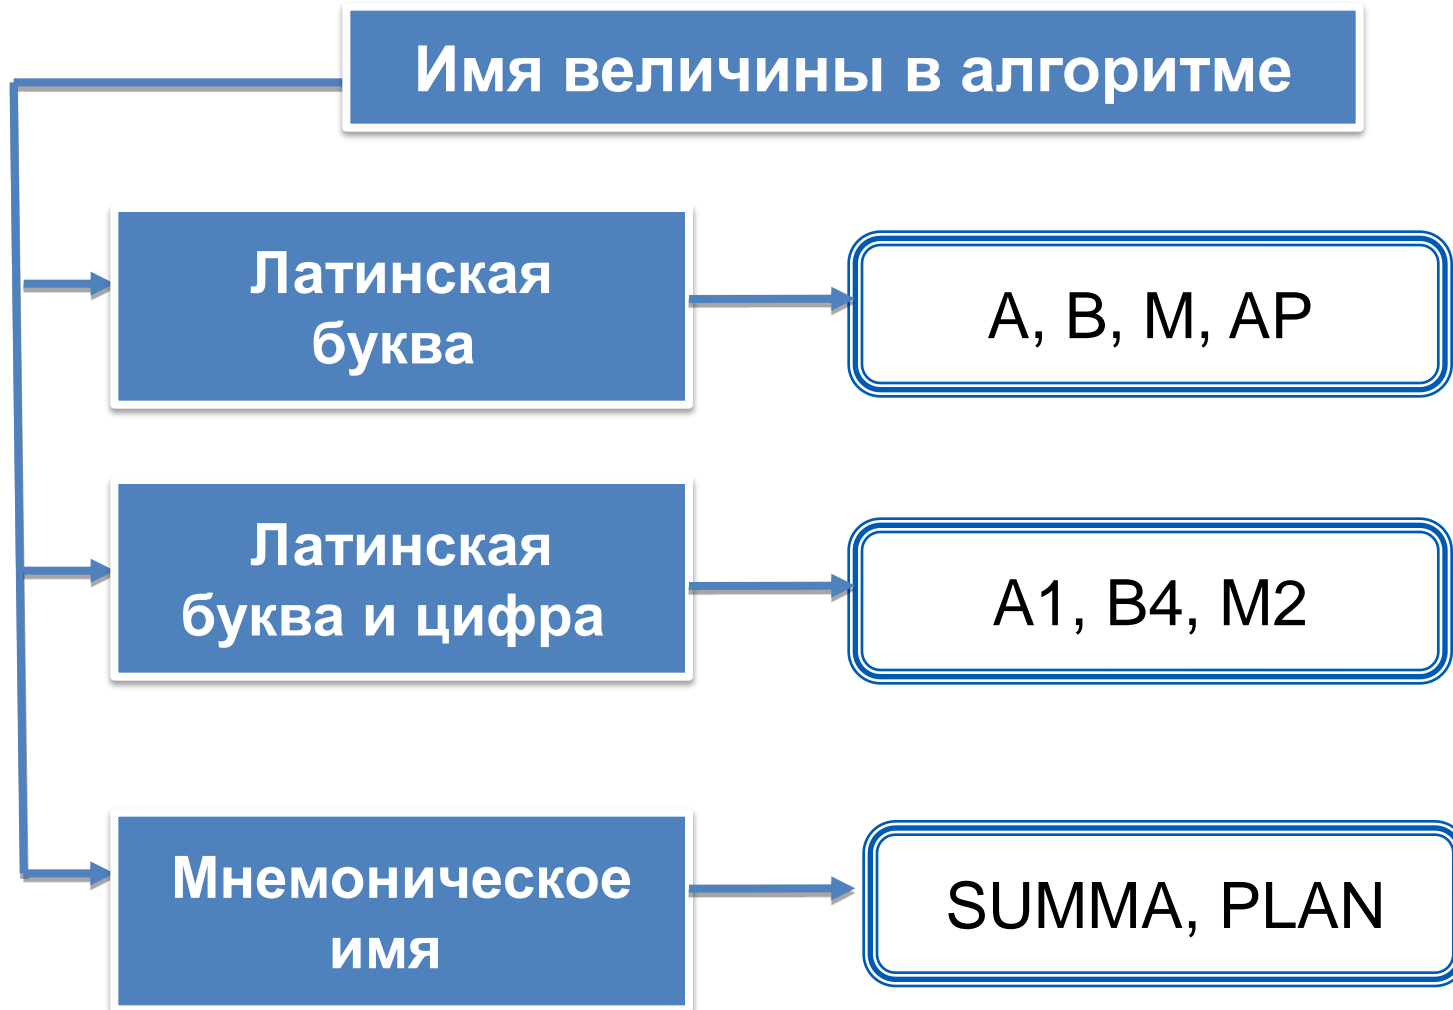 Имя величины в алгоритме
Латинская
буква
A, B, M, AP
Латинская
буква и цифра
A1, B4, M2
Мнемоническое
имя
SUMMA, PLAN